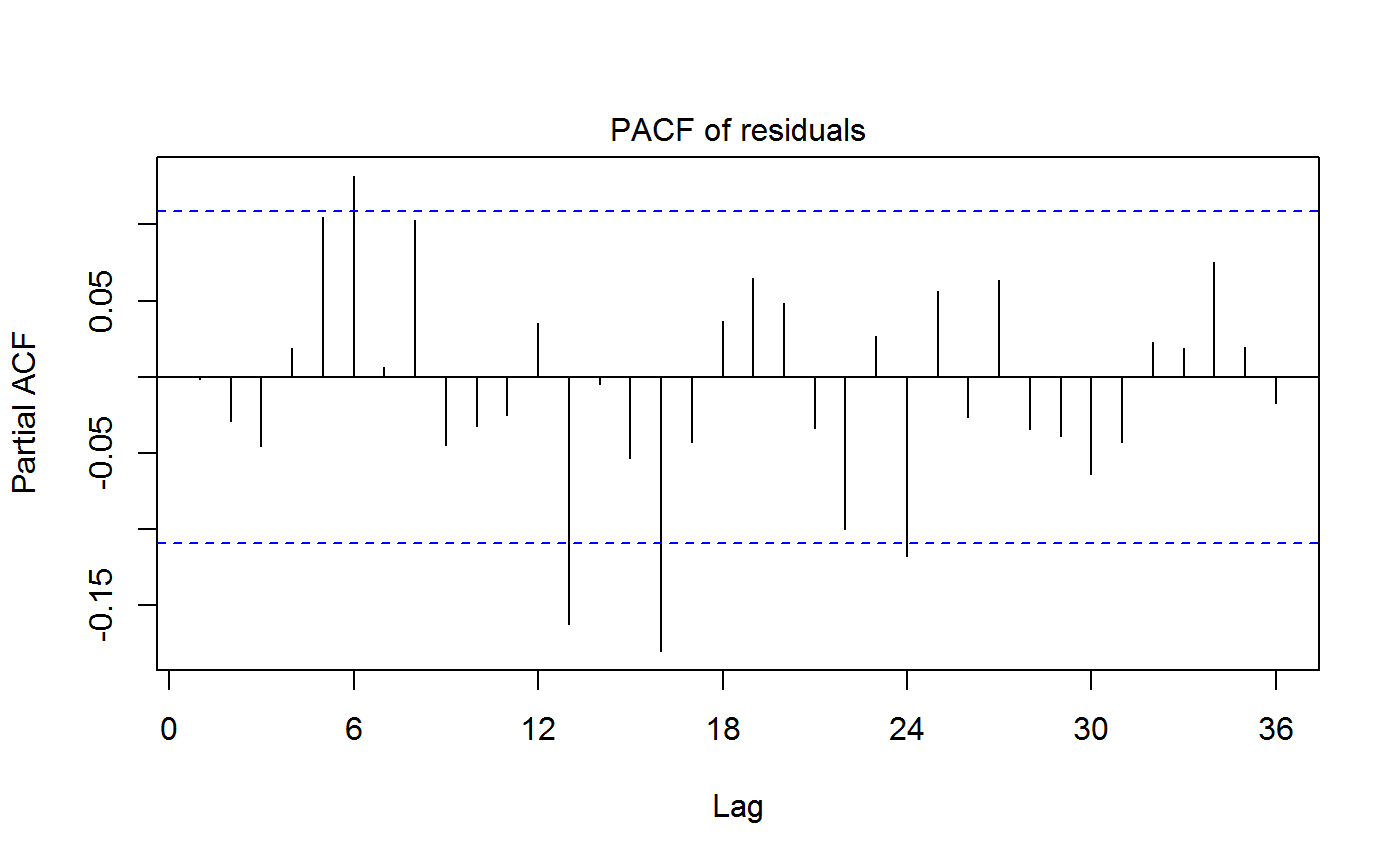 PACF of residuals
Partial ACF
0.05
-0.05
-0.15
0 6 12 18 24 30 36
Lag